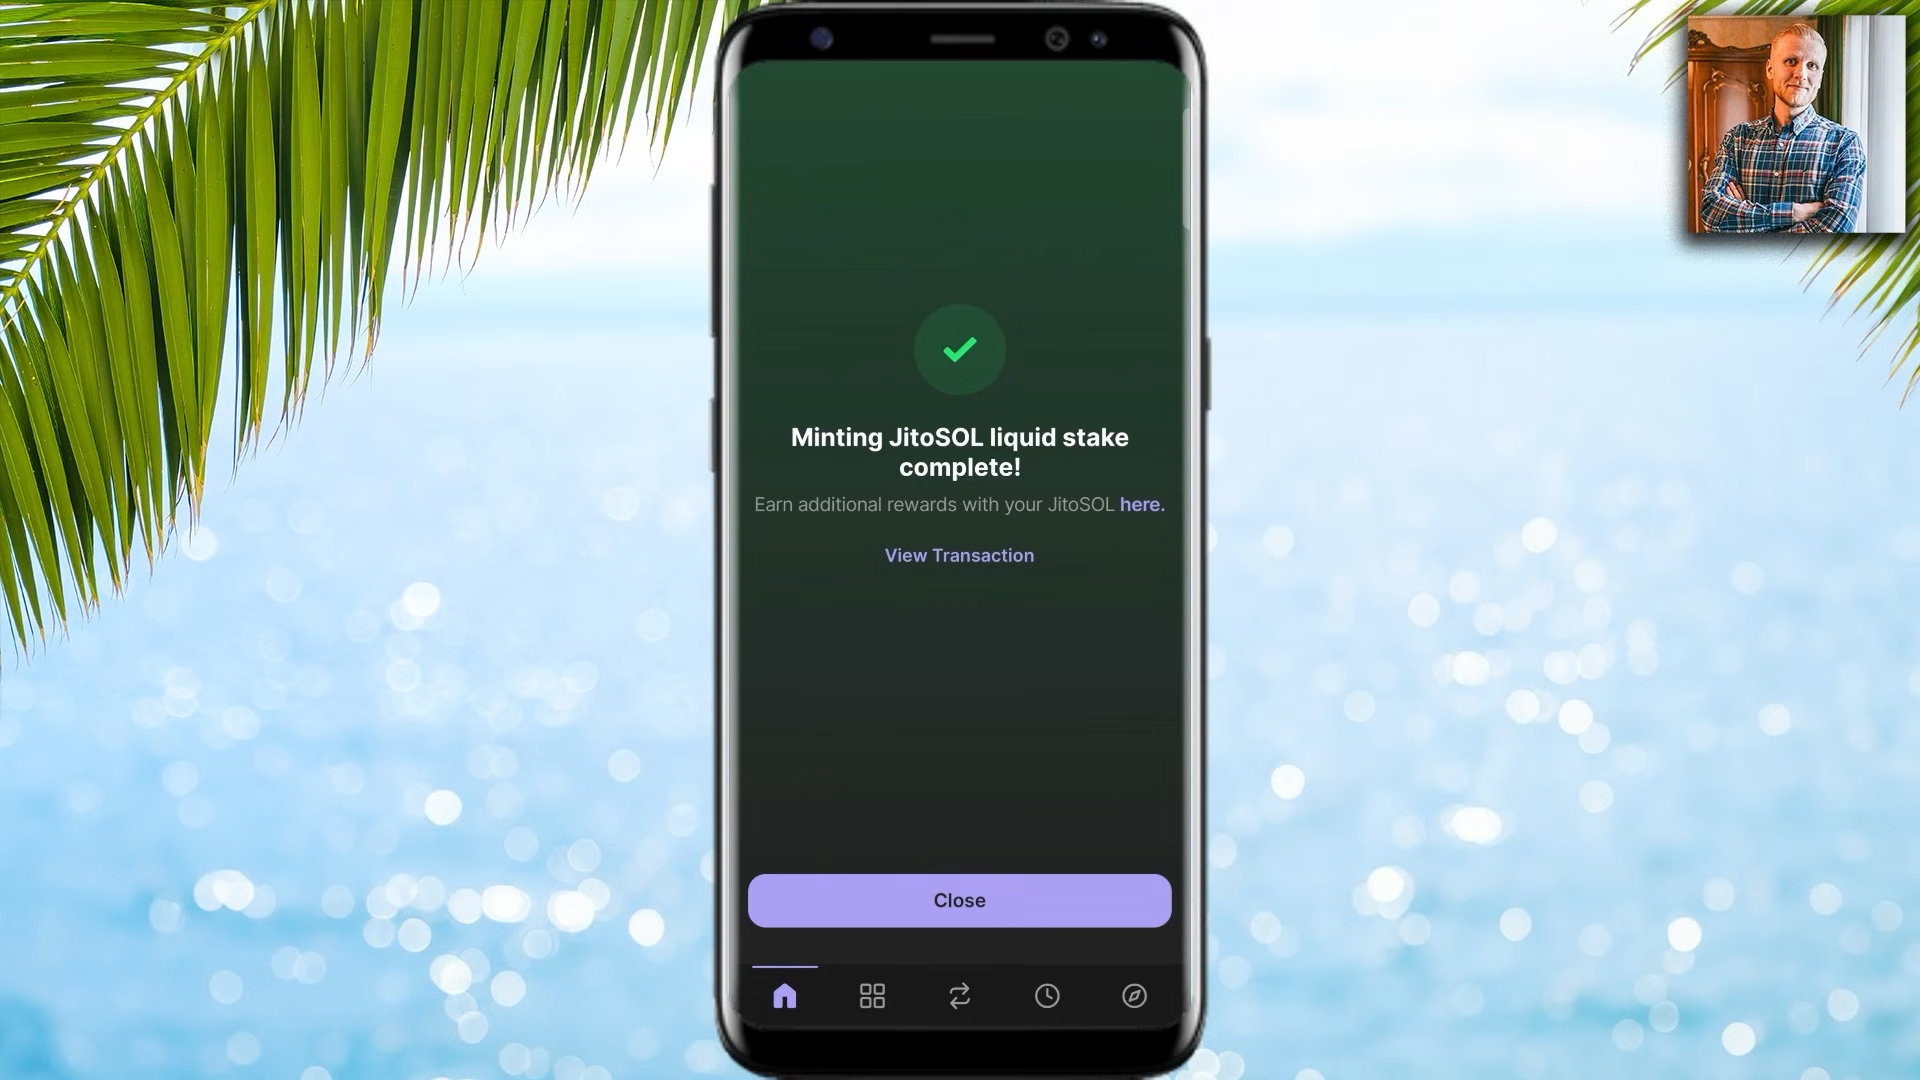 Minting JitoSOL liquid stake
complete!
Earn additional rewards with your JitoSOL here.
View Transaction
Close